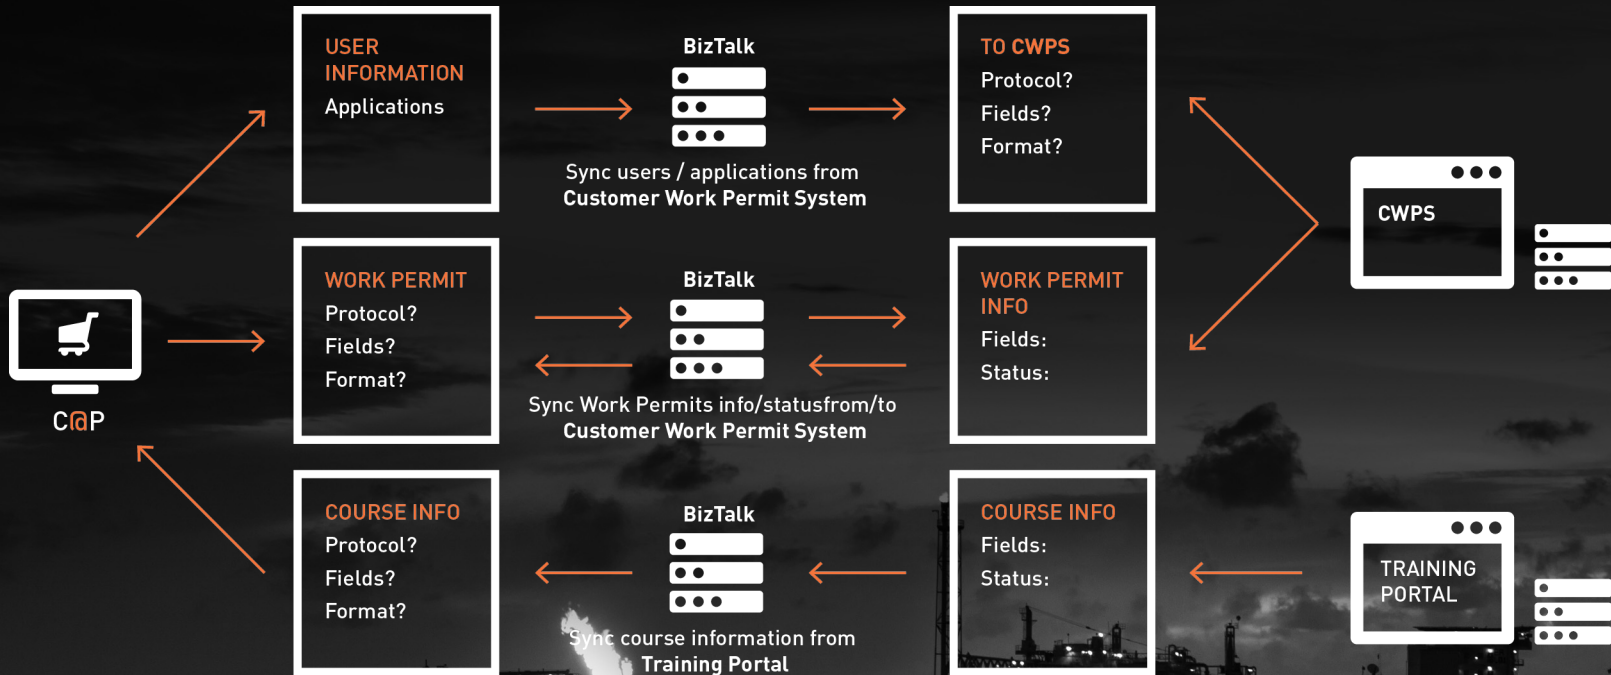 USER
INFORMATION
Applications
BizTalk
Sync users / applications from
Customer Work Permit System
TO CWPS
Protocol?
Fields?
Format?
CWPS
C@P
WORK PERMIT
Protocol?
Fields?
Format?
BizTalk
Sync Work Permits info/statusfrom/to
Customer Work Permit System
WORK PERMIT
INFO
Fields:
Status:
COURSE INFO
Protocol?
Fields?
Format?
BizTalk
Sync course information from
Training Portal
COURSE INFO
Fields:
Status:
TRAINING
PORTAL